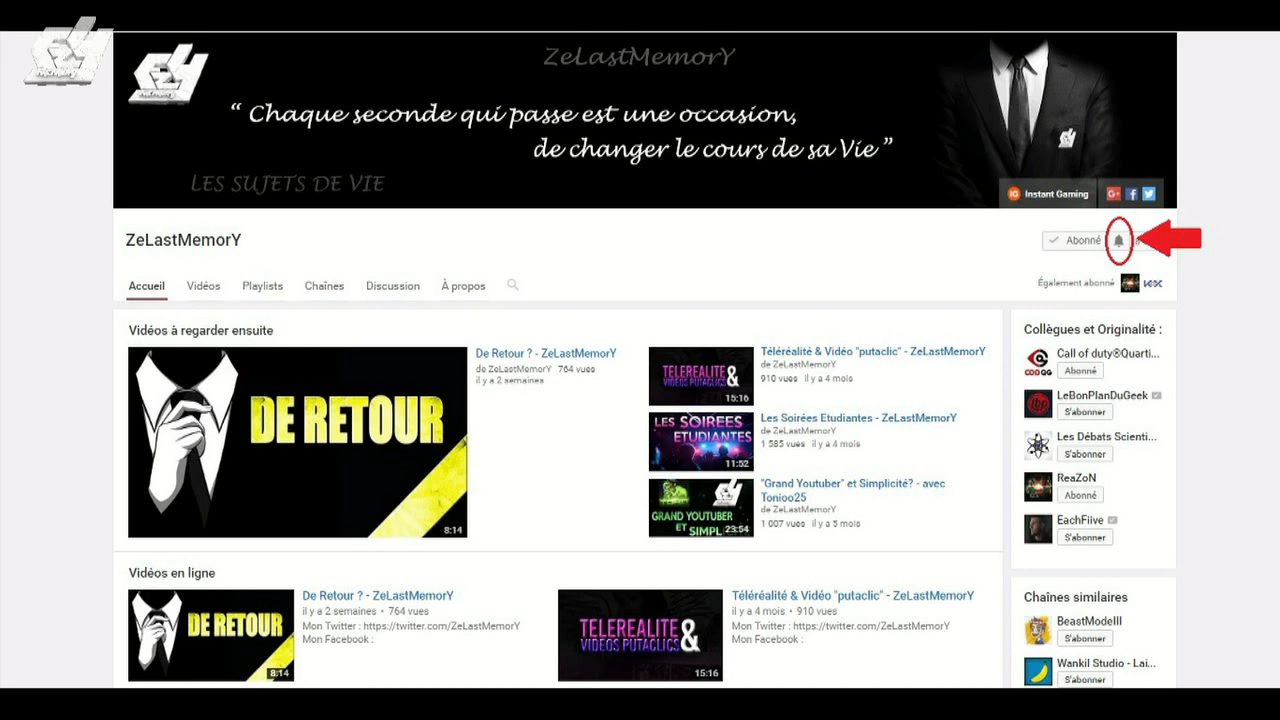 ZeLastMemorY
“ Chaque seconde qui passe est une occasion,
de changer le cours de sa Vie ”
LES SUJETS DE VIE
Instant Gaming
ZeLastMemorY
Abonné
Accueil Vidéos Playlists Chaînes Discussion À propos
Également abonné
Vidéos à regarder ensuite
DE RETOUR
8:14
De Retour ? - ZeLastMemorY
de ZeLastMemorY 764 vues
il y a 2 semaines
TELEREALITE &
VIDEOS PUTACLICS
15:16
Téléréalité & Vidéo "putaclic" - ZeLastMemorY
de ZeLastMemorY
910 vues il y a 4 mois
LES SOIREES
ETUDIANTES
11:52
Les Soirées Etudiantes - ZeLastMemorY
de ZeLastMemorY
1 585 vues il y a 4 mois
GRAND YOUTUBER
ET
23:54
"Grand Youtuber" et Simplicité? - avec
Tonioo25
de ZeLastMemorY
1 007 vues il y a 5 mois
Vidéos en ligne
DE RETOUR
8:14
De Retour ? - ZeLastMemorY
il y a 2 semaines • 764 vues
Mon Twitter : https://twitter.com/ZeLastMemorY
Mon Facebook :
TELEREALITE &
VIDEOS PUTACLICS
15:16
Téléréalité & Vidéo "putaclic" - ZeLastMemorY
il y a 4 mois • 910 vues
Mon Twitter : https://twitter.com/ZeLastMemorY
Mon Facebook :
Collègues et Originalité :
COD QG
Call of duty®Quarti...
Abonné
LeBonPlanDuGeek
S'abonner
Les Débats Scienti...
S'abonner
ReaZoN
Abonné
EachFiive
S'abonner
Chaînes similaires
BeastModeIII
S'abonner
Wankil Studio - Lai...
S'abonner